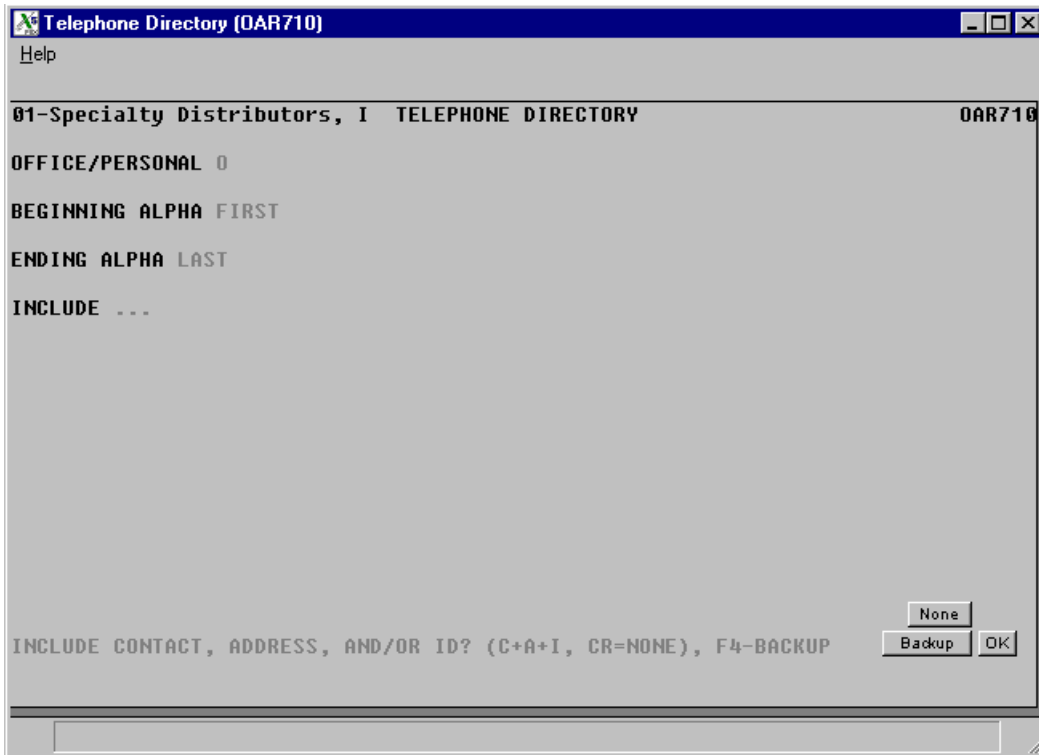 Telephone Directory (OAR710)
Help
01-Specialty Distributors, I TELEPHONE DIRECTORY OAR710
OFFICE/PERSONAL O
BEGINNING ALPHA FIRST
ENDING ALPHA LAST
INCLUDE ...
None
INCLUDE CONTACT, ADDRESS, AND/OR ID? (C+A+I, CR=NONE), F4-BACKUP Backup OK